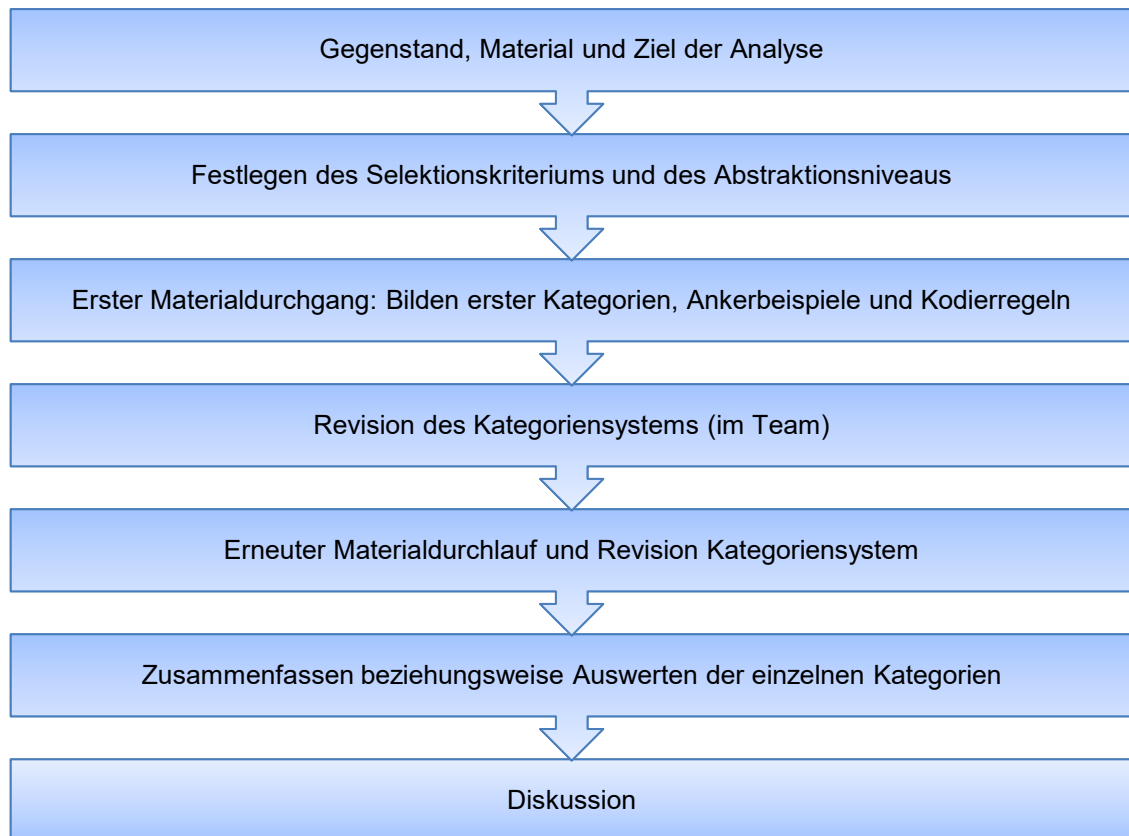 Gegenstand, Material und Ziel der Analyse
Festlegen des Selektionskriteriums und des Abstraktionsniveaus
Erster Materialdurchgang: Bilden erster Kategorien, Ankerbeispiele und Kodierregeln
Revision des Kategoriensystems (im Team)
Erneuter Materialdurchlauf und Revision Kategoriensystem
Zusammenfassen beziehungsweise Auswerten der einzelnen Kategorien
Diskussion